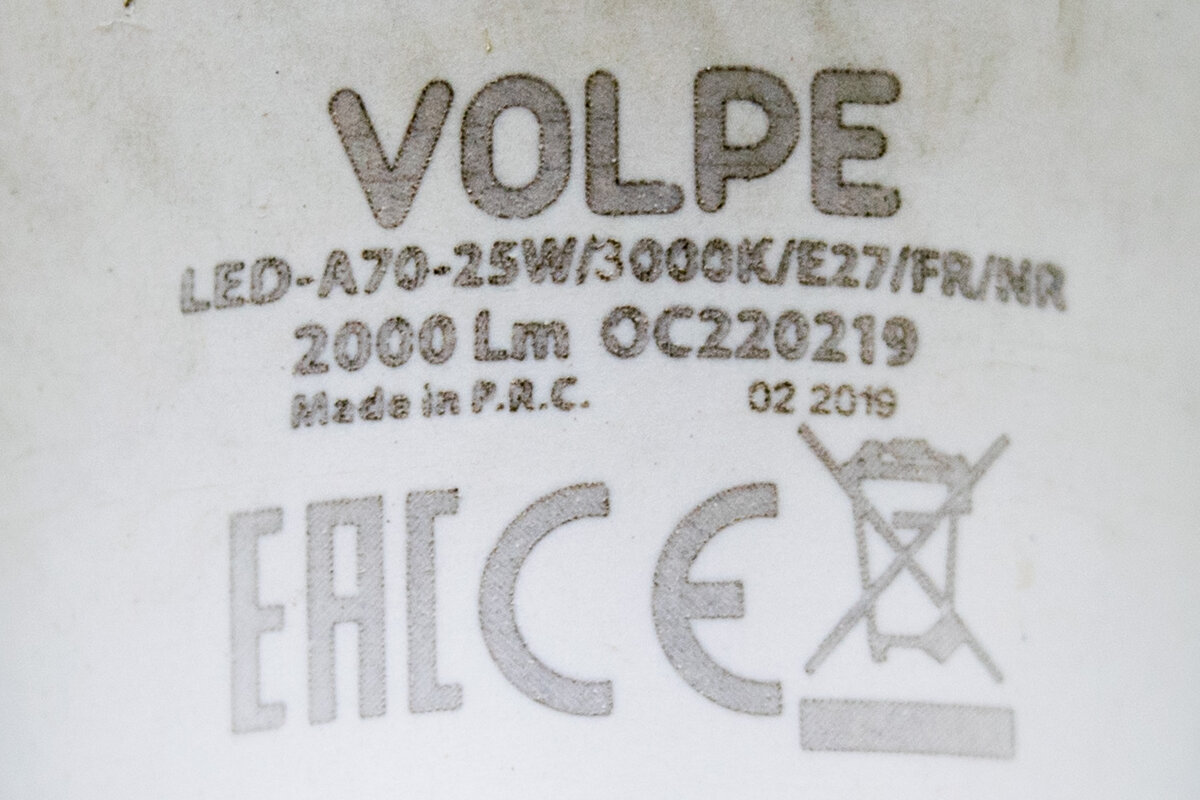 VOLPE
LED-A70-25W/3000K/E27/FR/NR
2000 Lm OC220219
Made in P.R.C. 02 2019
EAC CE